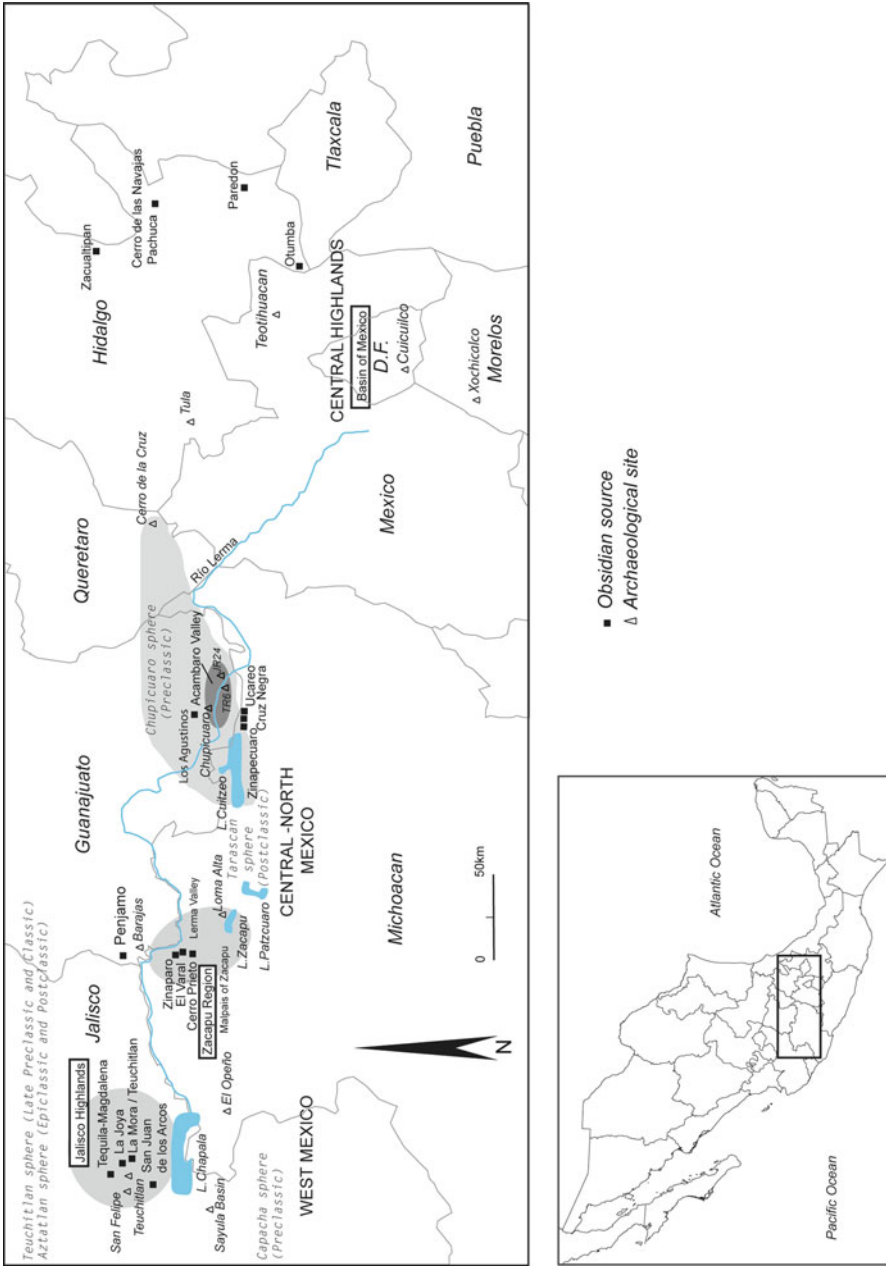 Teuchitlan sphere (Late Preclassic and Classic)
Aztatlan sphere (Epiclassic and Postclassic)
Jalisco Highlands
Tequila-Magdalena
La Joya
La Mora / Teuchitlan
San Juan
de los Arcos
San Felipe
Teuchitlan
L. Chapala
Sayula Basin
Capacha sphere
(Preclassic)
WEST MEXICO
El Opeño
Jalisco
Penjamo
Barajas
Zinaparo
El Varal
Cerro Prieto
Lerma Valley
Zacapu Region
Malpais of Zacapu
Loma Alta
L. Zacapu
L. Patzcuaro
Tarascan
sphere
(Postclassic)
CENTRAL -NORTH
MEXICO
Michoacan
N
0
50km
Guanajuato
Chupicuaro sphere
(Preclassic)
Los Agustinos
Acambaro Valley
Chupicuaro
TR6
JR24
L. Cuitzeo
Zinapecuaro
Ucareo
Cruz Negra
Río Lerma
Queretaro
Cerro de la Cruz
Tula
Mexico
Hidalgo
Zacualtipan
Cerro de las Navajas
Pachuca
Paredon
Otumba
Teotihuacan
CENTRAL HIGHLANDS
Basin of Mexico
D.F.
Cuicuilco
Xochicalco
Morelos
Tlaxcala
Puebla
Obsidian source
Archaeological site
Atlantic Ocean
Pacific Ocean